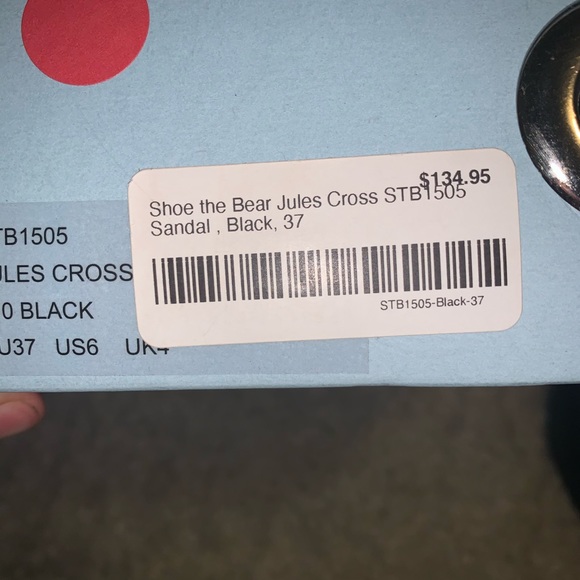 $134.95
Shoe the Bear Jules Cross STB1505
Sandal , Black, 37
STB1505-Black-37
TB1505
ULES CROSS
0 BLACK
U37 US6 UK4